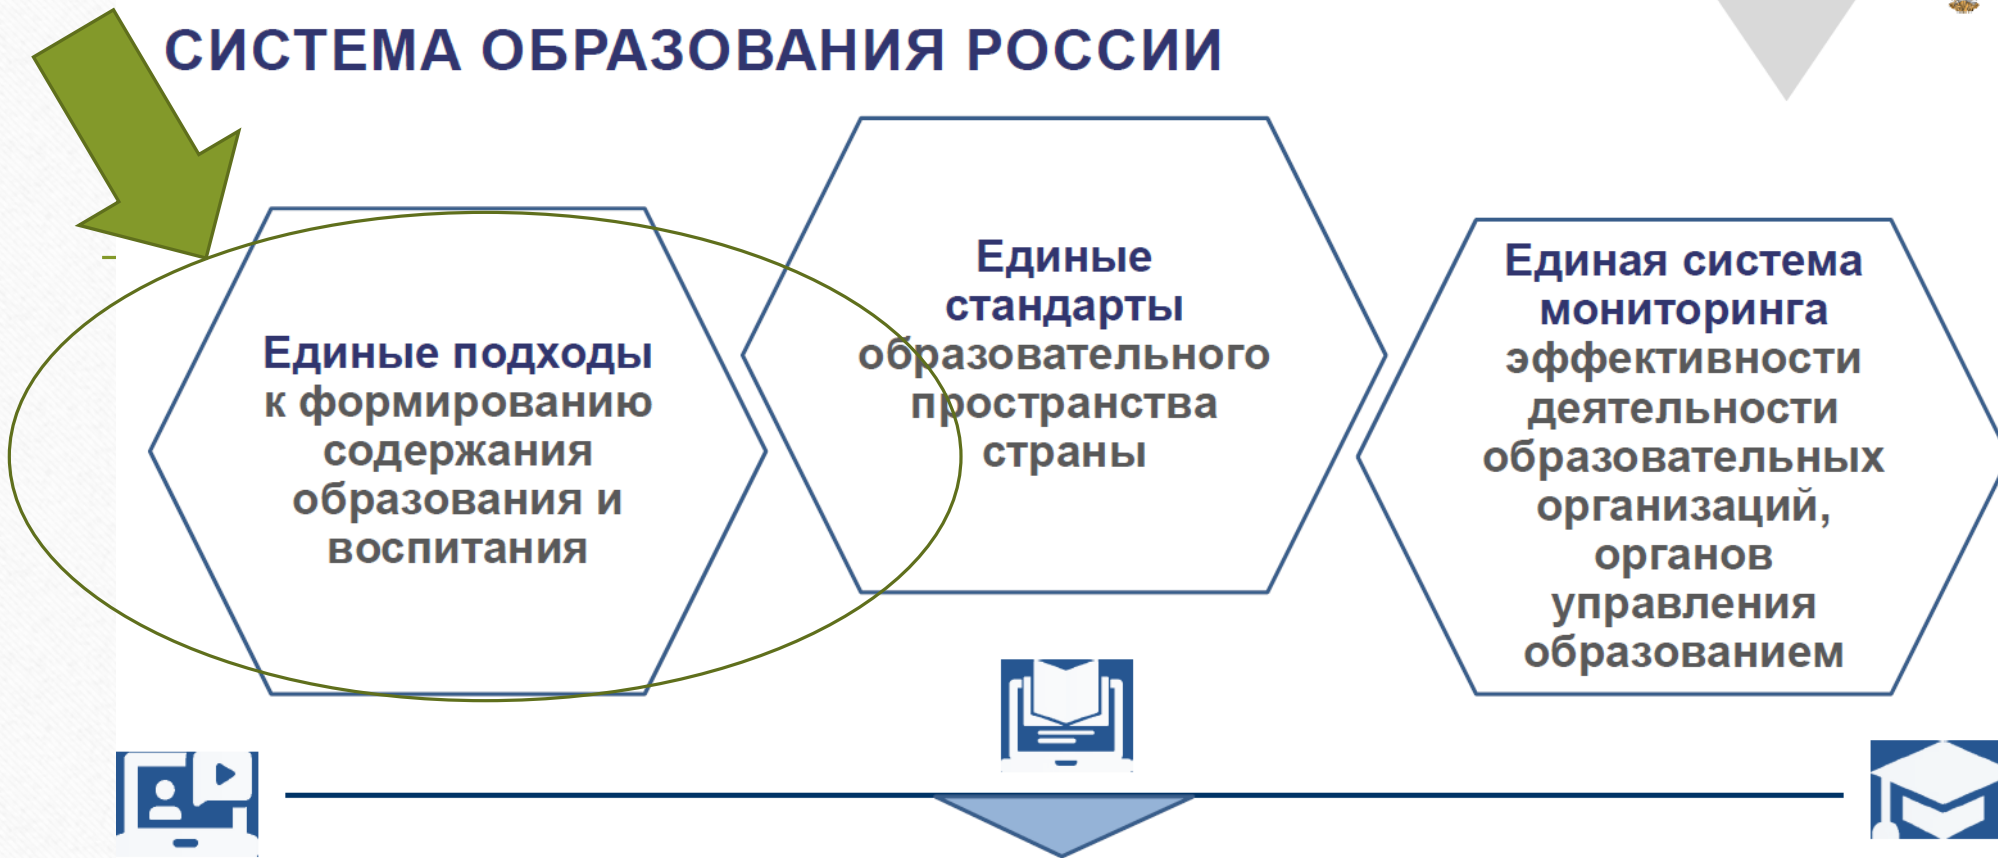 СИСТЕМА ОБРАЗОВАНИЯ РОССИИ
Единые подходы
к формированию
содержания
образования и
воспитания
Единые
стандарты
образовательного
пространства
страны
Единая система
мониторинга
эффективности
деятельности
образовательных
организаций,
органов
управления
образованием